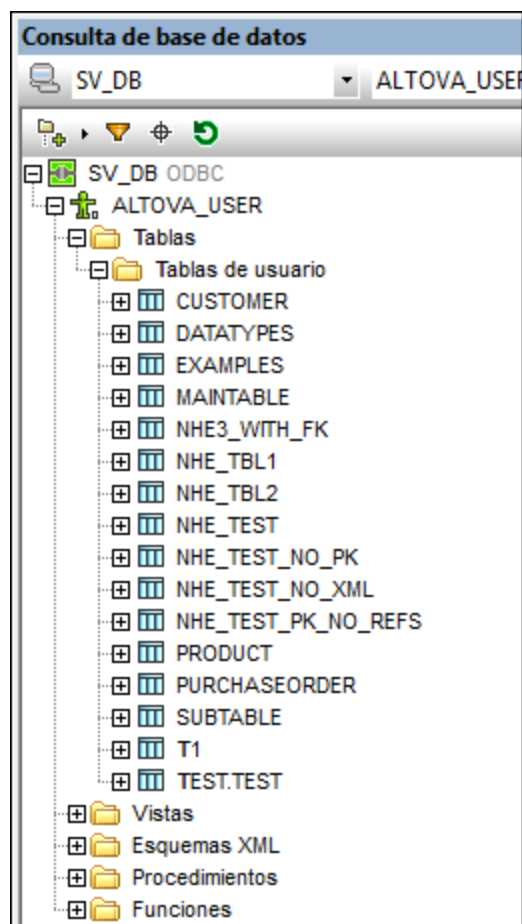 Consulta de base de datos
SV_DB ALTOVA_USER
SV_DB ODBC
ALTOVA_USER
Tablas
Tablas de usuario
CUSTOMER
DATATYPES
EXAMPLES
MAINTABLE
NHE3_WITH_FK
NHE_TBL1
NHE_TBL2
NHE_TEST
NHE_TEST_NO_PK
NHE_TEST_NO_XML
NHE_TEST_PK_NO_REFS
PRODUCT
PURCHASEORDER
SUBTABLE
T1
TEST.TEST
Vistas
Esquemas XML
Procedimientos
Funciones